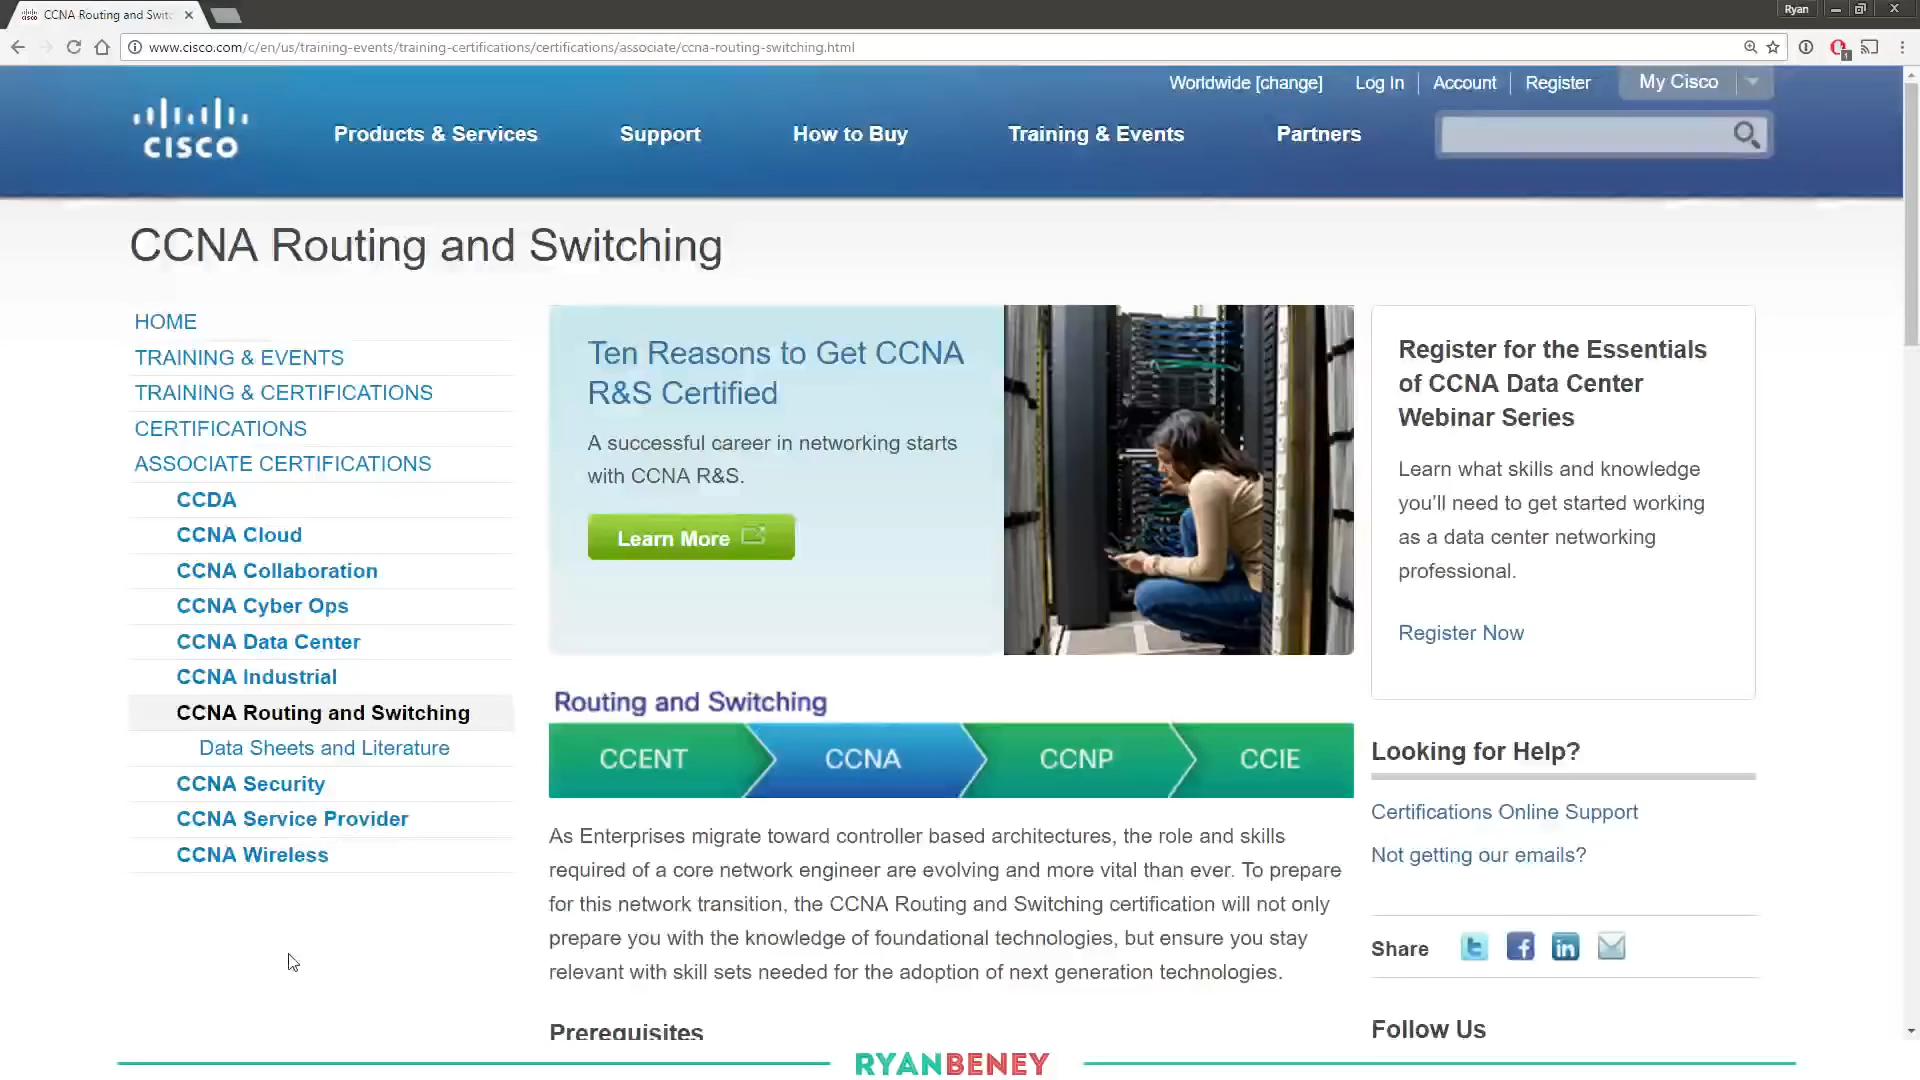 CCNA Routing and Switc
Ryan
www.cisco.com/c/en/us/training-events/training-certifications/certifications/associate/ccna-routing-switching.html
Worldwide [change] Log In Account Register My Cisco
CISCO
Products & Services Support How to Buy Training & Events Partners
CCNA Routing and Switching
HOME
TRAINING & EVENTS
TRAINING & CERTIFICATIONS
CERTIFICATIONS
ASSOCIATE CERTIFICATIONS
CCDA
CCNA Cloud
CCNA Collaboration
CCNA Cyber Ops
CCNA Data Center
CCNA Industrial
CCNA Routing and Switching
Data Sheets and Literature
CCNA Security
CCNA Service Provider
CCNA Wireless
Ten Reasons to Get CCNA
R&S Certified
A successful career in networking starts
with CCNA R&S.
Learn More
Routing and Switching
CCENT CCNA CCNP CCIE
As Enterprises migrate toward controller based architectures, the role and skills
required of a core network engineer are evolving and more vital than ever. To prepare
for this network transition, the CCNA Routing and Switching certification will not only
prepare you with the knowledge of foundational technologies, but ensure you stay
relevant with skill sets needed for the adoption of next generation technologies.
Prerequisites
Register for the Essentials
of CCNA Data Center
Webinar Series
Learn what skills and knowledge
you'll need to get started working
as a data center networking
professional.
Register Now
Looking for Help?
Certifications Online Support
Not getting our emails?
Share
Follow Us
RYANBENEY